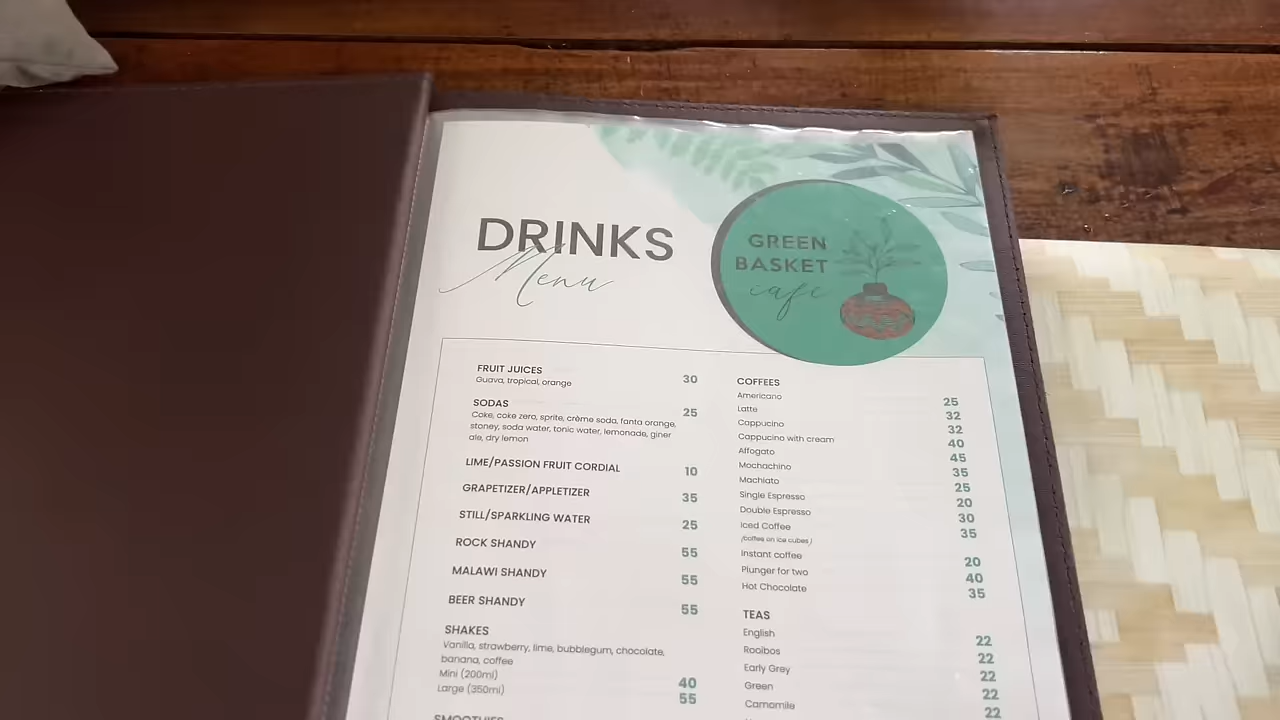 DRINKS
Menu
GREEN
BASKET
cafe
FRUIT JUICES
Guava, tropical, orange 30
SODAS 25
Coke, coke zero, sprite, crème soda, fanta orange,
stoney, soda water, tonic water, lemonade, giner
ale, dry lemon
LIME/PASSION FRUIT CORDIAL 10
GRAPETIZER/APPLETIZER 35
STILL/SPARKLING WATER 25
ROCK SHANDY 55
MALAWI SHANDY 55
BEER SHANDY 55
SHAKES
Vanilla, strawberry, lime, bubblegum, chocolate,
banana, coffee
Mini (200ml) 40
Large (350ml) 55
SMOOTHIES
COFFEES
Americano 25
Latte 32
Cappucino 32
Cappucino with cream 40
Affogato 45
Mochachino 35
Machiato 25
Single Espresso 20
Double Espresso 30
Iced Coffee 35
(coffee on ice cubes)
Instant coffee 20
Plunger for two 40
Hot Chocolate 35
TEAS
English 22
Rooibos 22
Early Grey 22
Green 22
Camomile 22